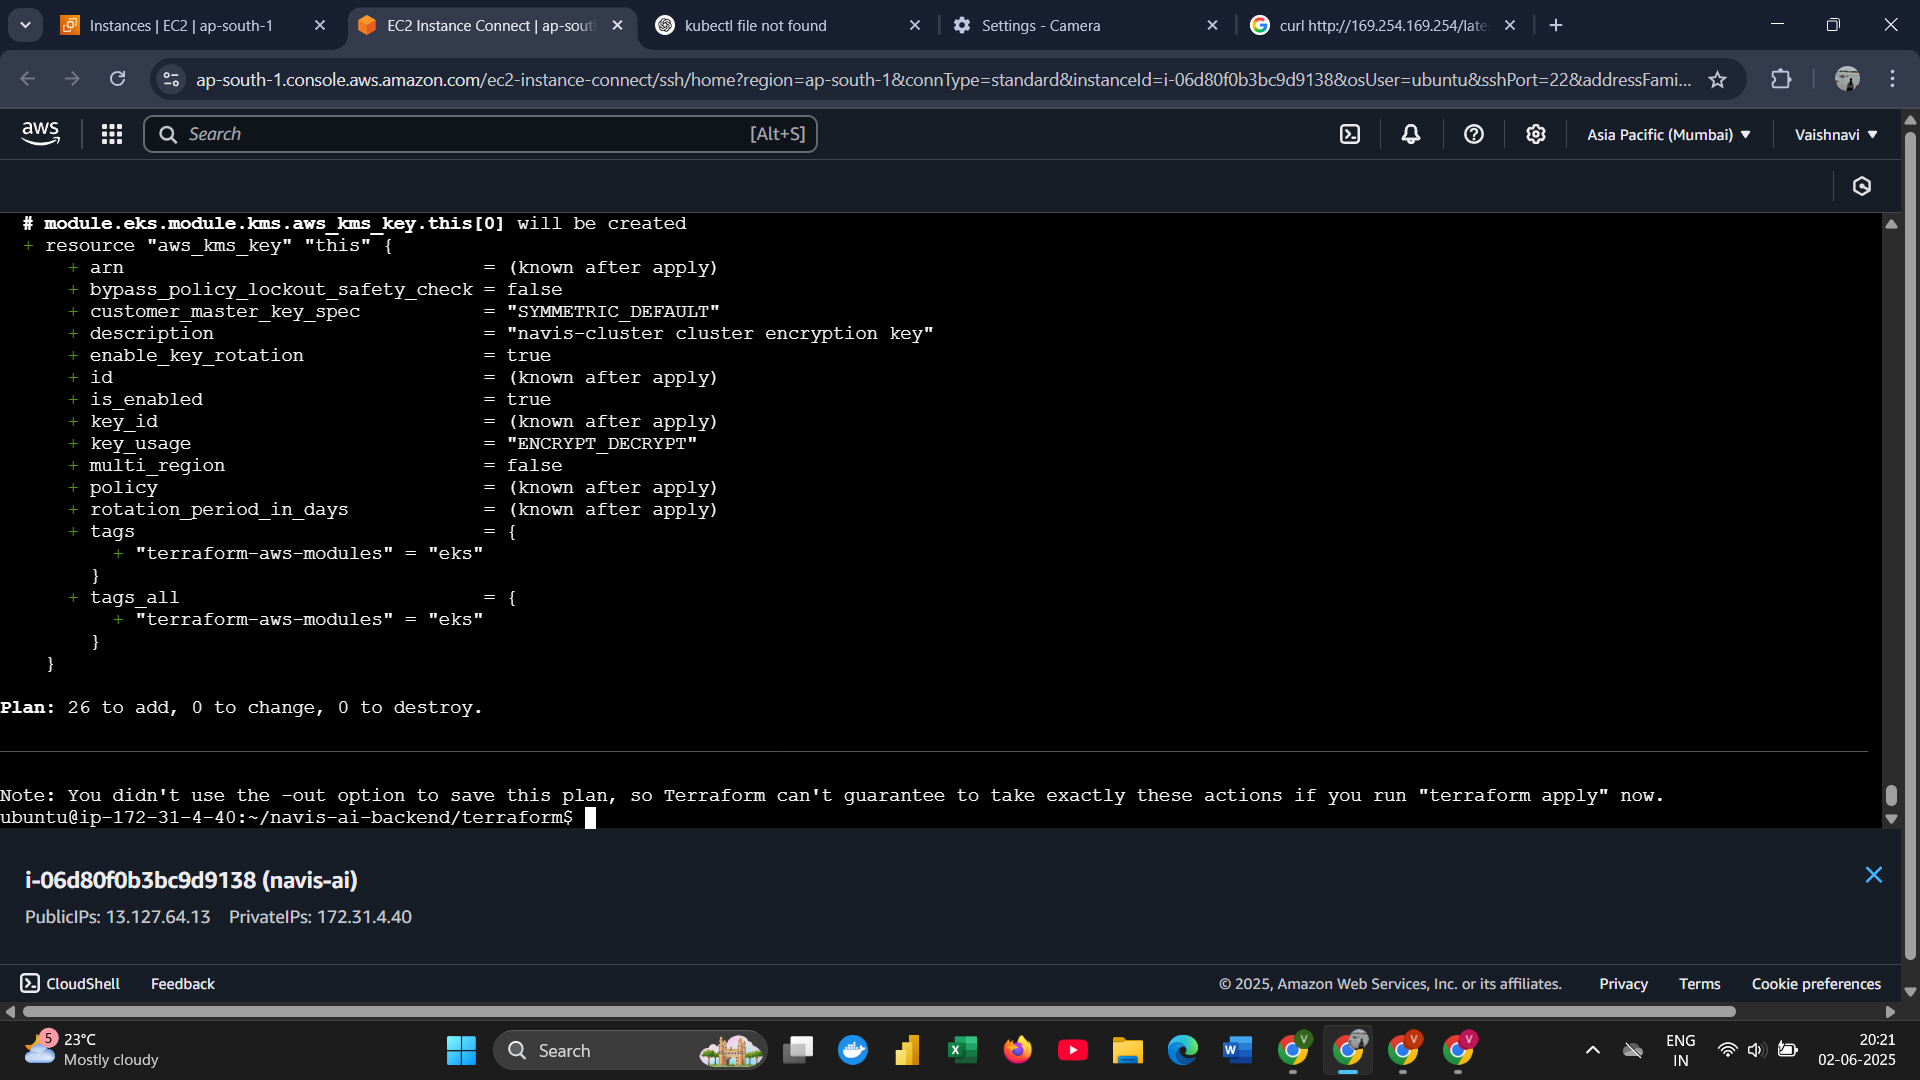 Instances | EC2 | ap-south-1
EC2 Instance Connect | ap-sout
kubectl file not found
Settings - Camera
curl http://169.254.169.254/late
ap-south-1.console.aws.amazon.com/ec2-instance-connect/ssh/home?region=ap-south-1&connType=standard&instanceId=i-06d80f0b3bc9d9138&osUser=ubuntu&sshPort=22&addressFami...
aws
Search
[Alt+S]
Asia Pacific (Mumbai)
Vaishnavi
# module.eks.module.kms.aws_kms_key.this[0] will be created
+ resource "aws_kms_key" "this" {
+ arn = (known after apply)
+ bypass_policy_lockout_safety_check = false
+ customer_master_key_spec = "SYMMETRIC_DEFAULT"
+ description = "navis-cluster cluster encryption key"
+ enable_key_rotation = true
+ id = (known after apply)
+ is_enabled = true
+ key_id = (known after apply)
+ key_usage = "ENCRYPT_DECRYPT"
+ multi_region = false
+ policy = (known after apply)
+ rotation_period_in_days = (known after apply)
+ tags = {
+ "terraform-aws-modules" = "eks"
}
+ tags_all = {
+ "terraform-aws-modules" = "eks"
}
}
Plan: 26 to add, 0 to change, 0 to destroy.
Note: You didn't use the -out option to save this plan, so Terraform can't guarantee to take exactly these actions if you run "terraform apply" now.
ubuntu@ip-172-31-4-40:~/navis-ai-backend/terraform$
i-06d80f0b3bc9d9138 (navis-ai)
PublicIPs: 13.127.64.13 PrivateIPs: 172.31.4.40
CloudShell
Feedback
© 2025, Amazon Web Services, Inc. or its affiliates.
Privacy
Terms
Cookie preferences
5
23°C
Mostly cloudy
Search
V
V
V
ENG
IN
20:21
02-06-2025